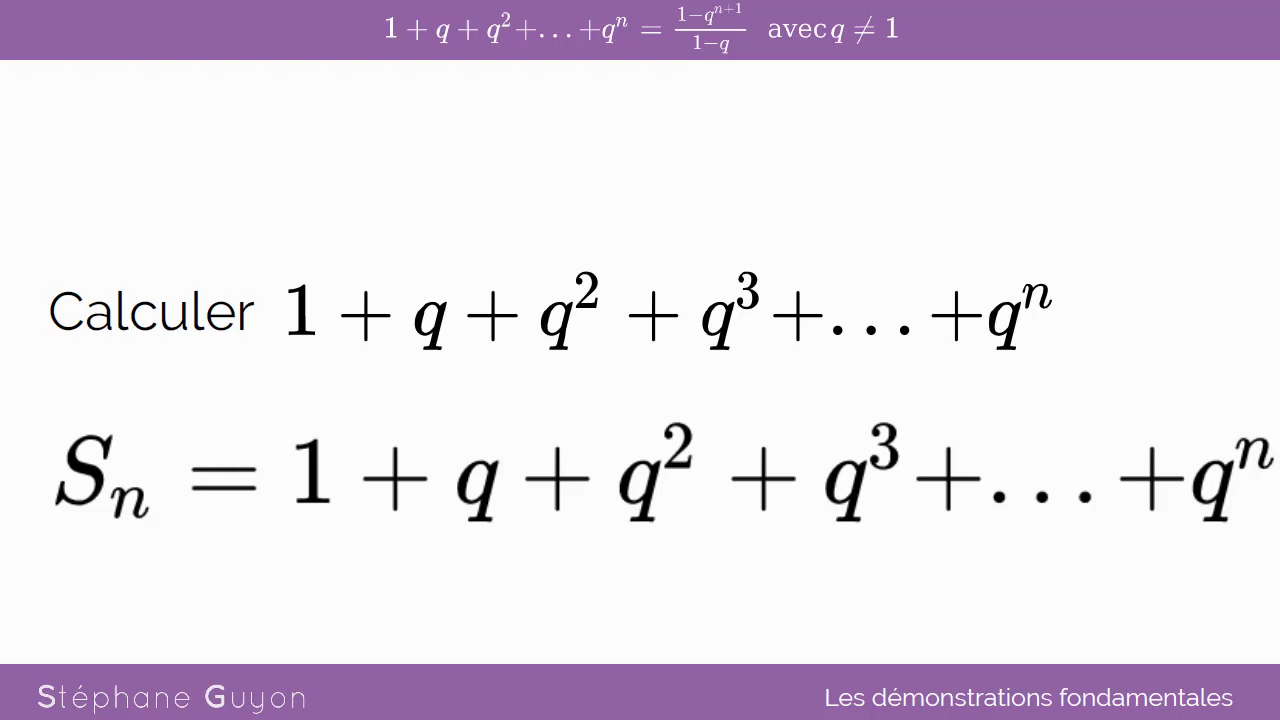 1 + q + q² +...+qⁿ = \frac{1−qⁿ⁺¹}{1−q} avec q ≠ 1
Calculer 1 + q + q² + q³ +...+qⁿ
Sₙ = 1 + q + q² + q³ +...+qⁿ
Stéphane Guyon
Les démonstrations fondamentales